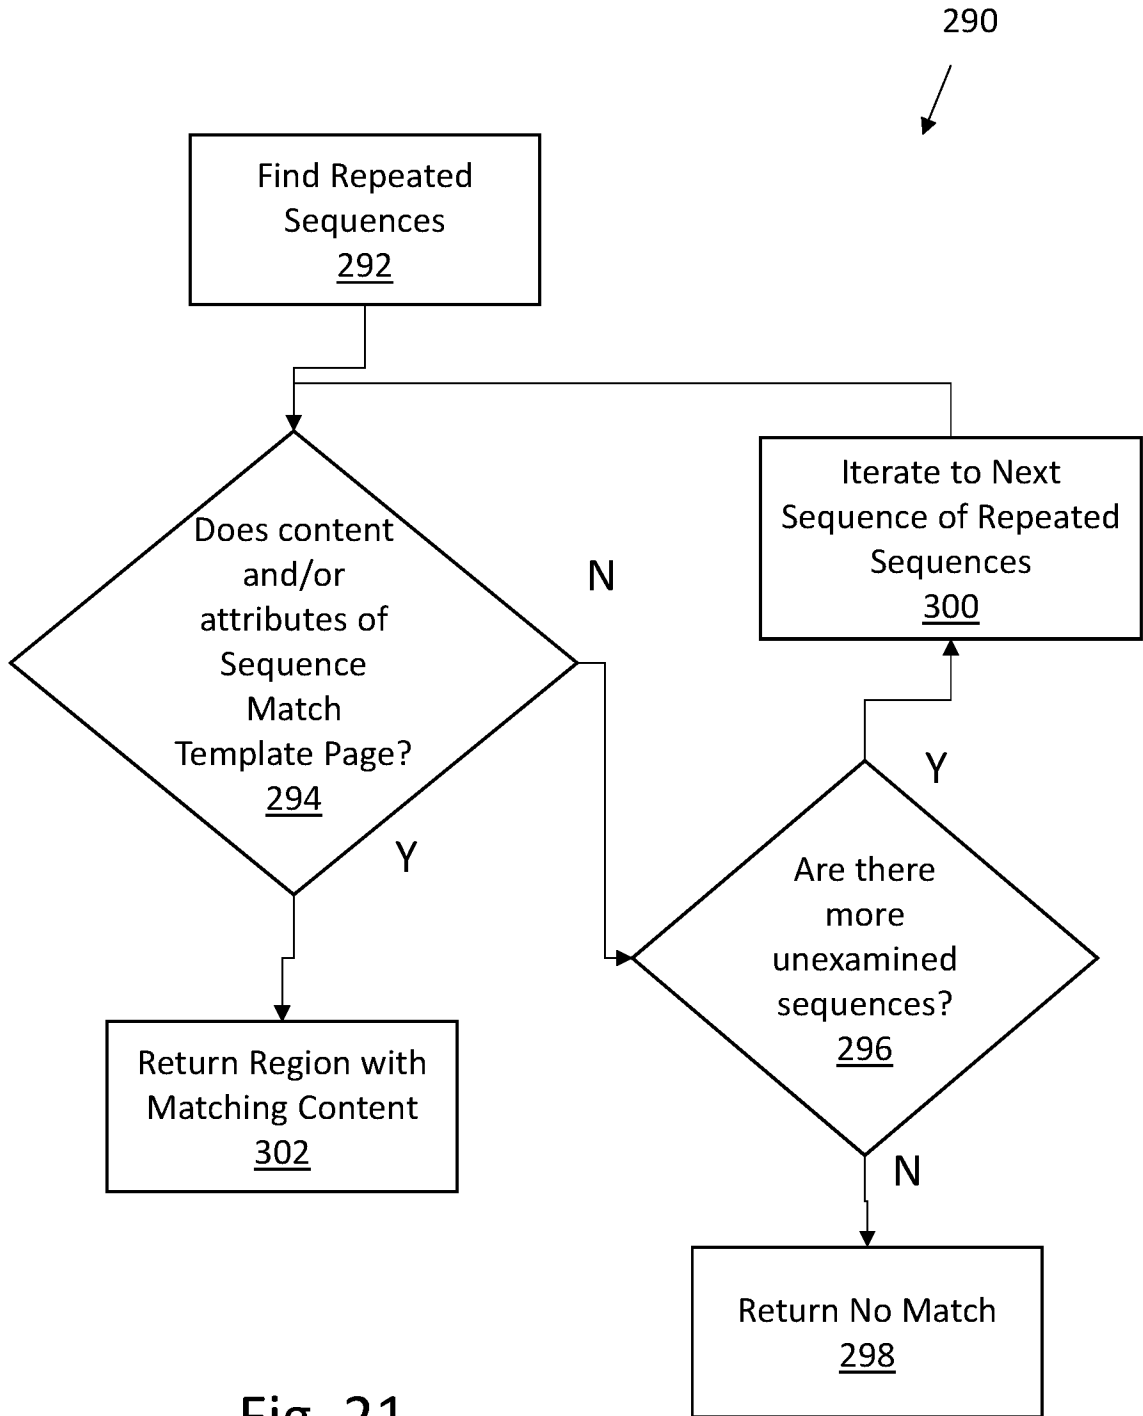 290
Find Repeated
Sequences
292
Does content
and/or
attributes of
Sequence
Match
Template Page?
294
N
Y
Iterate to Next
Sequence of Repeated
Sequences
300
Y
Are there
more
unexamined
sequences?
296
N
Return Region with
Matching Content
302
Return No Match
298
Fig. 21